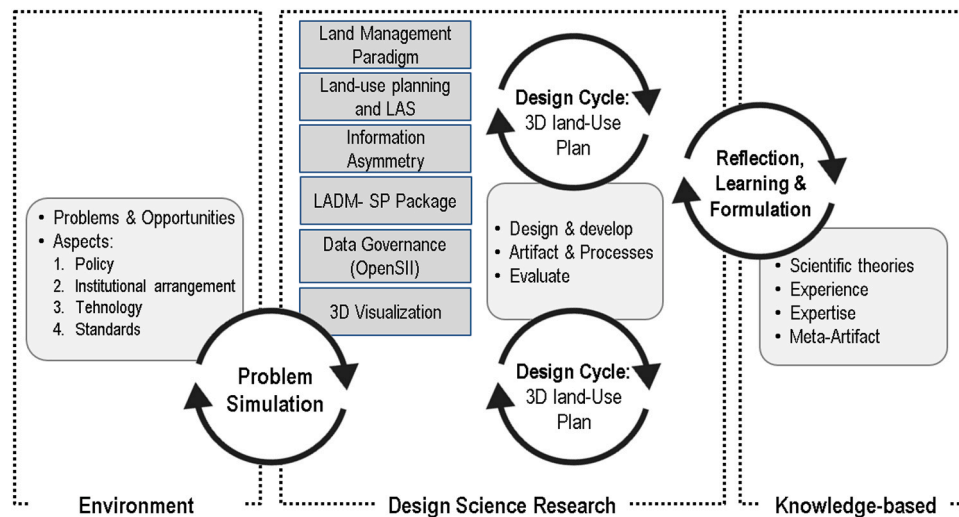 • Problems & Opportunities
• Aspects:
1. Policy
2. Institutional arrangement
3. Tehnology
4. Standards
Problem
Simulation
Environment
Land Management
Paradigm
Land-use planning
and LAS
Information
Asymmetry
LADM- SP Package
Data Governance
(OpenSII)
3D Visualization
Design Cycle:
3D land-Use
Plan
• Design & develop
• Artifact & Processes
• Evaluate
Design Cycle:
3D land-Use
Plan
Design Science Research
Reflection,
Learning &
Formulation
• Scientific theories
• Experience
• Expertise
• Meta-Artifact
Knowledge-based